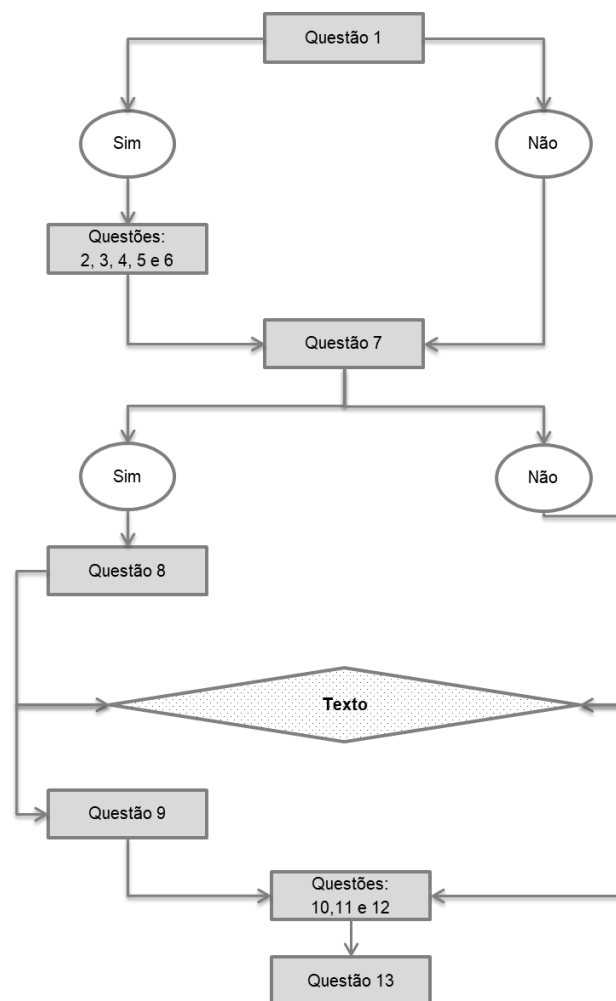 Questão 1
Sim
Não
Questões:
2, 3, 4, 5 e 6
Questão 7
Sim
Não
Questão 8
Texto
Questão 9
Questões:
10,11 e 12
Questão 13